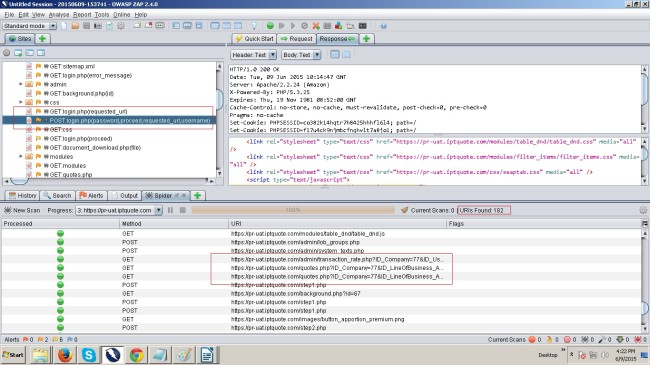 Untitled Session - 20150609-153741 - OWASP ZAP 2.4.0
File Edit View Analyse Report Tools Online Help
Standard mode
Sites
Quick Start Request Response
Header: Text Body: Text
GET:sitemap.xml
GET:login.php(error_message)
admin
GET:background.php(id)
css
GET:login.php(requested_url)
POST:login.php(password,proceed,requested_url,username)
GET:css
GET:login.php(proceed)
GET:document_download.php(file)
modules
GET:modules
GET:quotes.php
HTTP/1.0 200 OK
Date: Tue, 09 Jun 2015 10:14:47 GMT
Server: Apache/2.2.24 (Amazon)
X-Powered-By: PHP/5.3.25
Expires: Thu, 19 Nov 1981 08:52:00 GMT
Cache-Control: no-store, no-cache, must-revalidate, post-check=0, pre-check=0
Pragma: no-cache
<link rel="stylesheet" type="text/css" href="https://pr-uat.iptquote.com/modules/table_dnd/table_dnd.css" media="all"
/>
<link rel="stylesheet" type="text/css" href="https://pr-uat.iptquote.com/modules/filter_items/filter_items.css" media=
"all" />
<link rel="stylesheet" type="text/css" href="https://pr-uat.iptquote.com/css/swaptab.css" media="all" />
<script type="text/javascript">
History Search Alerts Output Spider
New Scan Progress: 3: https://pr-uat.iptquote.com 100% Current Scans: 0 URIs Found: 182
Processed Method URI Flags
GET https://pr-uat.iptquote.com/modules/table_dnd/table_dnd.js
POST https://pr-uat.iptquote.com/admin/lob_groups.php
POST https://pr-uat.iptquote.com/admin/system_texts.php
GET https://pr-uat.iptquote.com/admin/transaction_rate.php?ID_Company=77&ID_Us...
GET https://pr-uat.iptquote.com/quotes.php?ID_Company=77&ID_LineOfBusiness_A...
GET https://pr-uat.iptquote.com/quotes.php?ID_Company=77&ID_LineOfBusiness_A...
POST https://pr-uat.iptquote.com/step1.php
GET https://pr-uat.iptquote.com/background.php?id=67
POST https://pr-uat.iptquote.com/step1.php
POST https://pr-uat.iptquote.com/step1.php
GET https://pr-uat.iptquote.com/images/button_apportion_premium.png
POST https://pr-uat.iptquote.com/step2.php
Alerts 0 2 6 0 Current Scans 0 0 0 0 0 0
Start Desktop 4:22 PM
6/9/2015